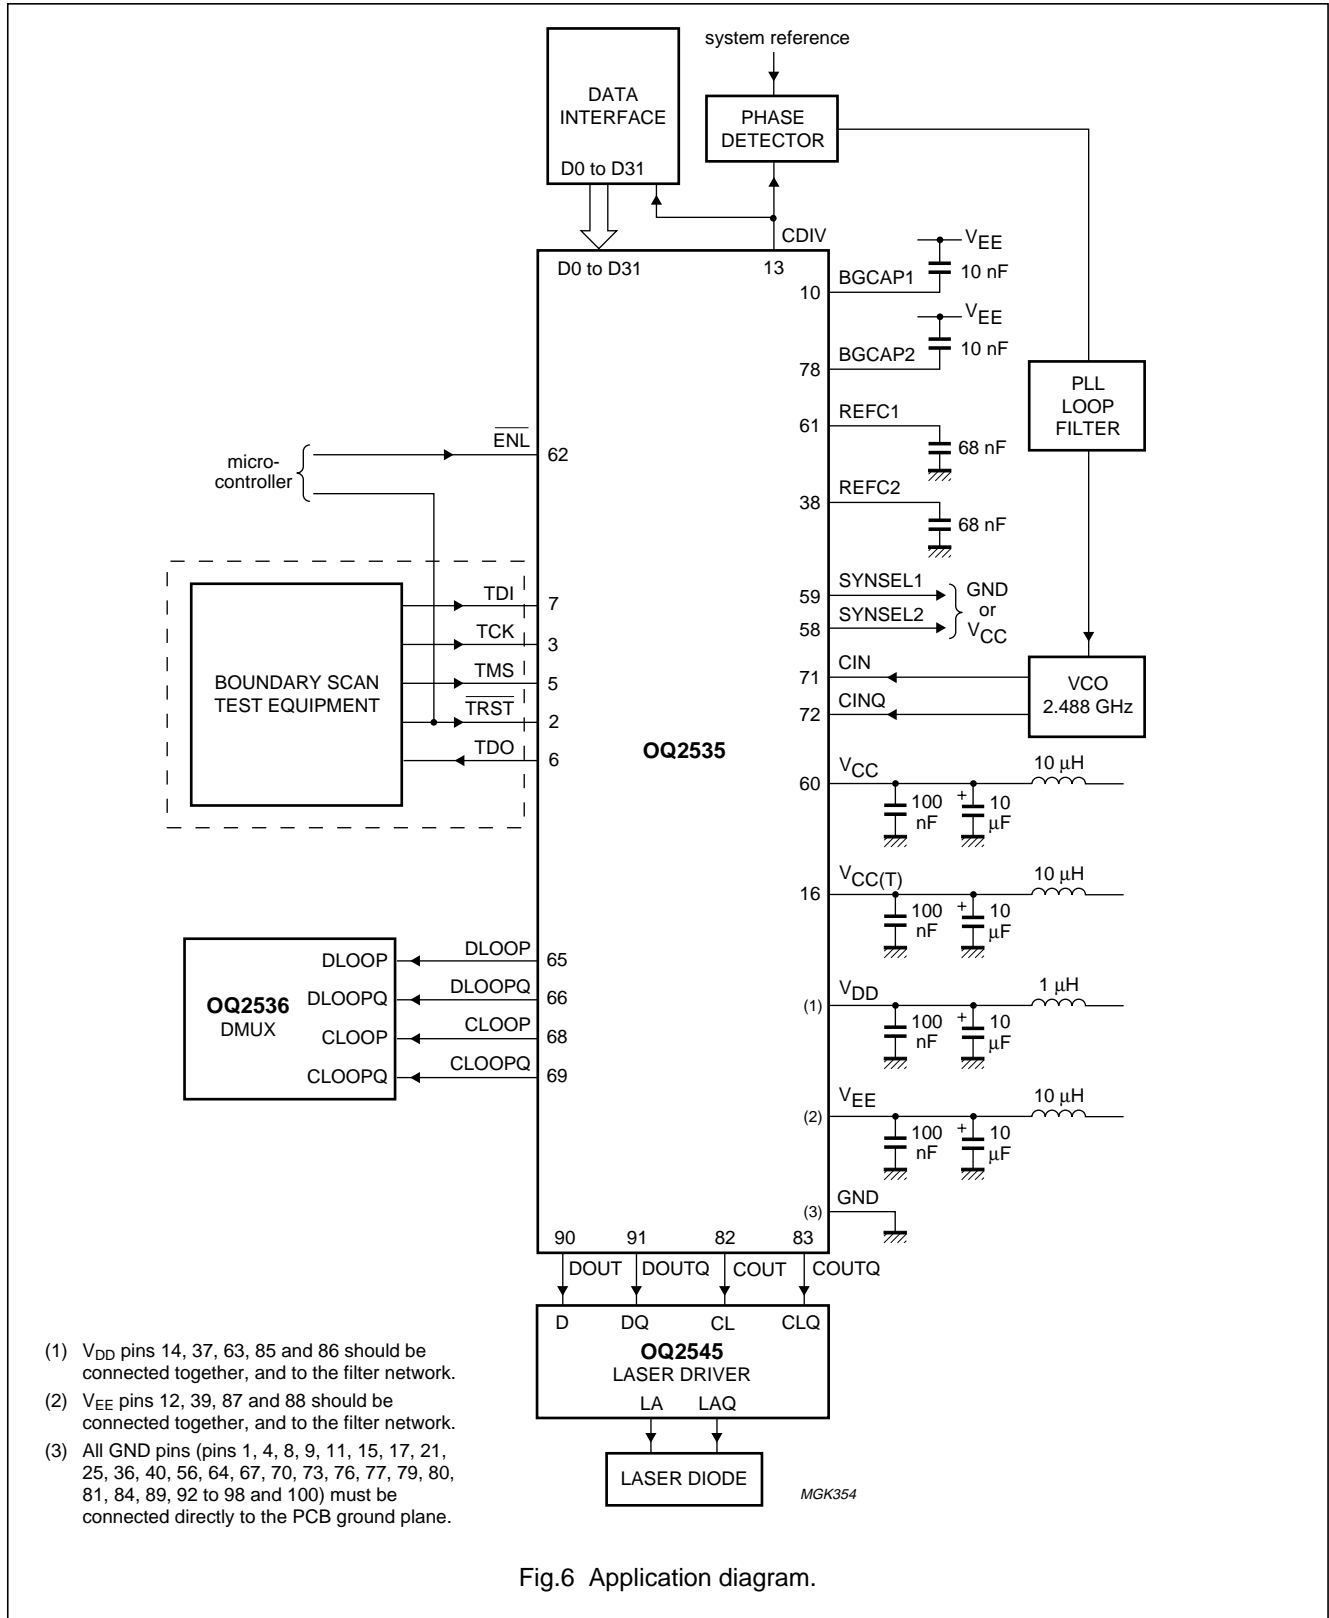 system reference
DATA
INTERFACE
D0 to D31
PHASE
DETECTOR
CDIV
D0 to D31
13
10 BGCAP1
VEE
10 nF
78 BGCAP2
VEE
10 nF
PLL
LOOP
FILTER
61 REFC1
68 nF
38 REFC2
68 nF
micro-
controller
ENL
62
59 SYNSEL1
58 SYNSEL2
GND
or
VCC
71 CIN
72 CINQ
VCO
2.488 GHz
BOUNDARY SCAN
TEST EQUIPMENT
TDI 7
TCK 3
TMS 5
TRST 2
TDO 6
OQ2535
60 VCC
100
nF
+ 10
μF
10 μH
16 VCC(T)
100
nF
+ 10
μF
10 μH
(1) VDD
100
nF
+ 10
μF
1 μH
(2) VEE
100
nF
+ 10
μF
10 μH
(3) GND
OQ2536
DMUX
DLOOP DLOOP 65
DLOOPQ DLOOPQ 66
CLOOP CLOOP 68
CLOOPQ CLOOPQ 69
90 91 82 83
DOUT DOUTQ COUT COUTQ
D DQ CL CLQ
OQ2545
LASER DRIVER
LA LAQ
LASER DIODE
MGK354
(1) VDD pins 14, 37, 63, 85 and 86 should be
connected together, and to the filter network.
(2) VEE pins 12, 39, 87 and 88 should be
connected together, and to the filter network.
(3) All GND pins (pins 1, 4, 8, 9, 11, 15, 17, 21,
25, 36, 40, 56, 64, 67, 70, 73, 76, 77, 79, 80,
81, 84, 89, 92 to 98 and 100) must be
connected directly to the PCB ground plane.
Fig.6 Application diagram.